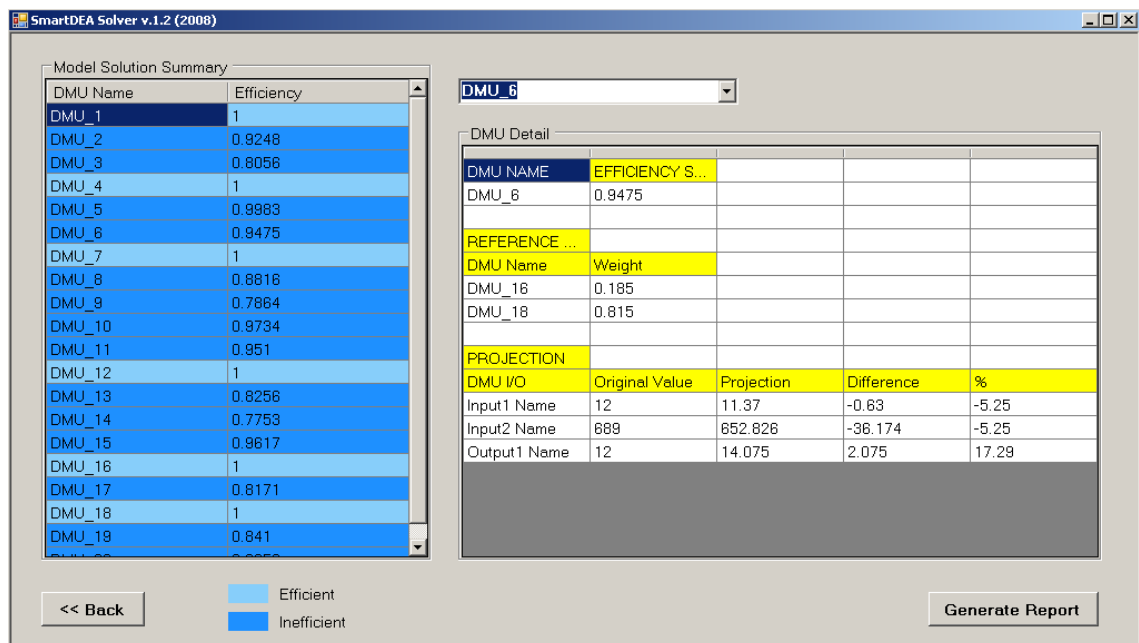 SmartDEA Solver v.1.2 (2008)
Model Solution Summary
DMU Name Efficiency
DMU_1 1
DMU_2 0.9248
DMU_3 0.8056
DMU_4 1
DMU_5 0.9983
DMU_6 0.9475
DMU_7 1
DMU_8 0.8816
DMU_9 0.7864
DMU_10 0.9734
DMU_11 0.951
DMU_12 1
DMU_13 0.8256
DMU_14 0.7753
DMU_15 0.9617
DMU_16 1
DMU_17 0.8171
DMU_18 1
DMU_19 0.841
DMU_6
DMU Detail
DMU NAME EFFICIENCY S...
DMU_6 0.9475
REFERENCE ...
DMU Name Weight
DMU_16 0.185
DMU_18 0.815
PROJECTION
DMU I/O Original Value Projection Difference %
Input1 Name 12 11.37 -0.63 -5.25
Input2 Name 689 652.826 -36.174 -5.25
Output1 Name 12 14.075 2.075 17.29
<< Back
Efficient
Inefficient
Generate Report